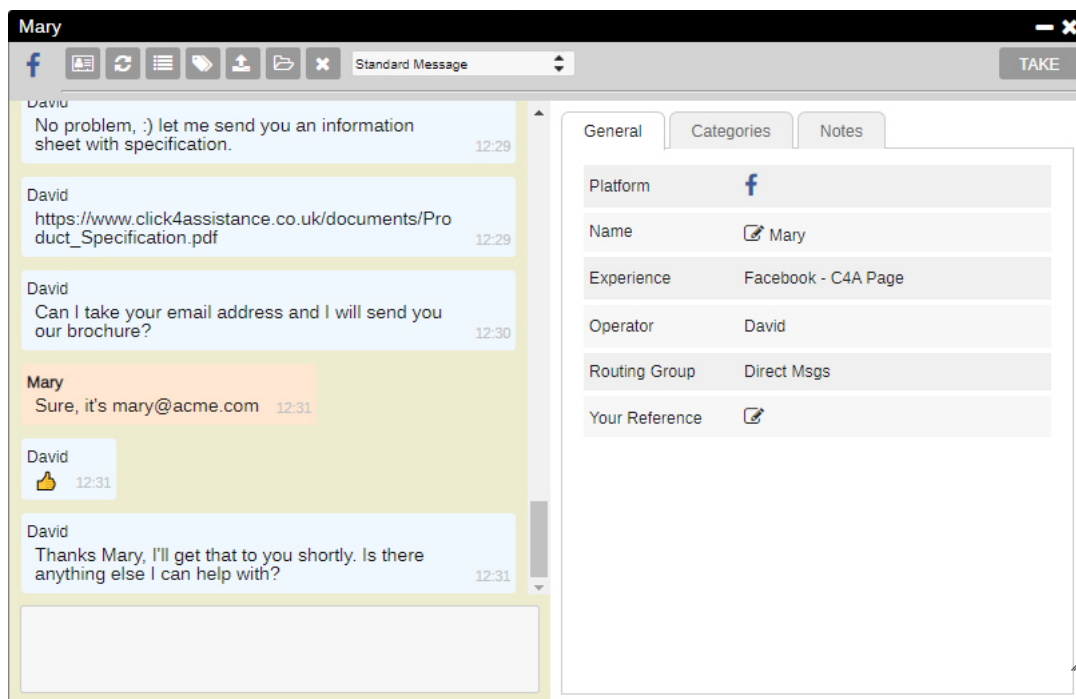 Mary
Standard Message
TAKE
David
No problem, :) let me send you an information
sheet with specification.
12:29
David
https://www.click4assistance.co.uk/documents/Pro
duct_Specification.pdf
12:29
David
Can I take your email address and I will send you
our brochure?
12:30
Mary
Sure, it's mary@acme.com 12:31
David
👍 12:31
David
Thanks Mary, I'll get that to you shortly. Is there
anything else I can help with?
12:31
General Categories Notes
Platform
Name Mary
Experience Facebook - C4A Page
Operator David
Routing Group Direct Msgs
Your Reference